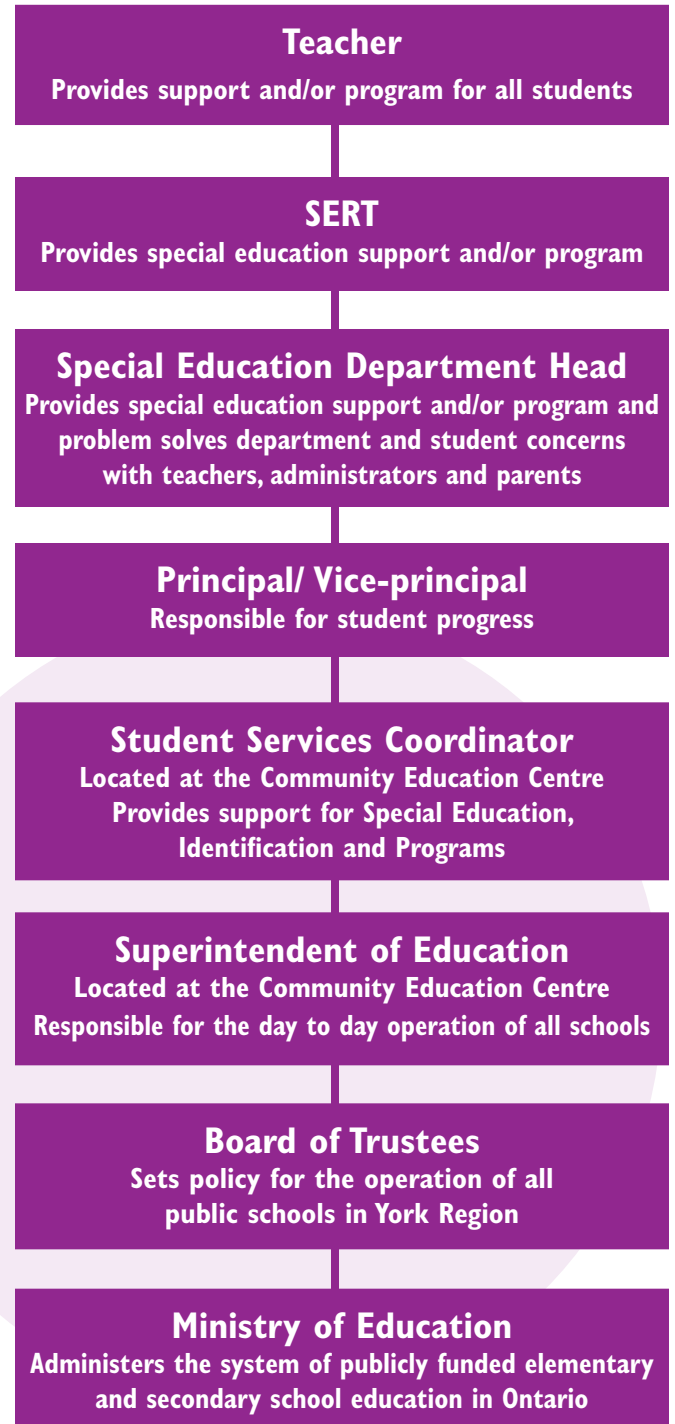 Teacher
Provides support and/or program for all students
SERT
Provides special education support and/or program
Special Education Department Head
Provides special education support and/or program and
problem solves department and student concerns
with teachers, administrators and parents
Principal/ Vice-principal
Responsible for student progress
Student Services Coordinator
Located at the Community Education Centre
Provides support for Special Education,
Identification and Programs
Superintendent of Education
Located at the Community Education Centre
Responsible for the day to day operation of all schools
Board of Trustees
Sets policy for the operation of all
public schools in York Region
Ministry of Education
Administers the system of publicly funded elementary
and secondary school education in Ontario